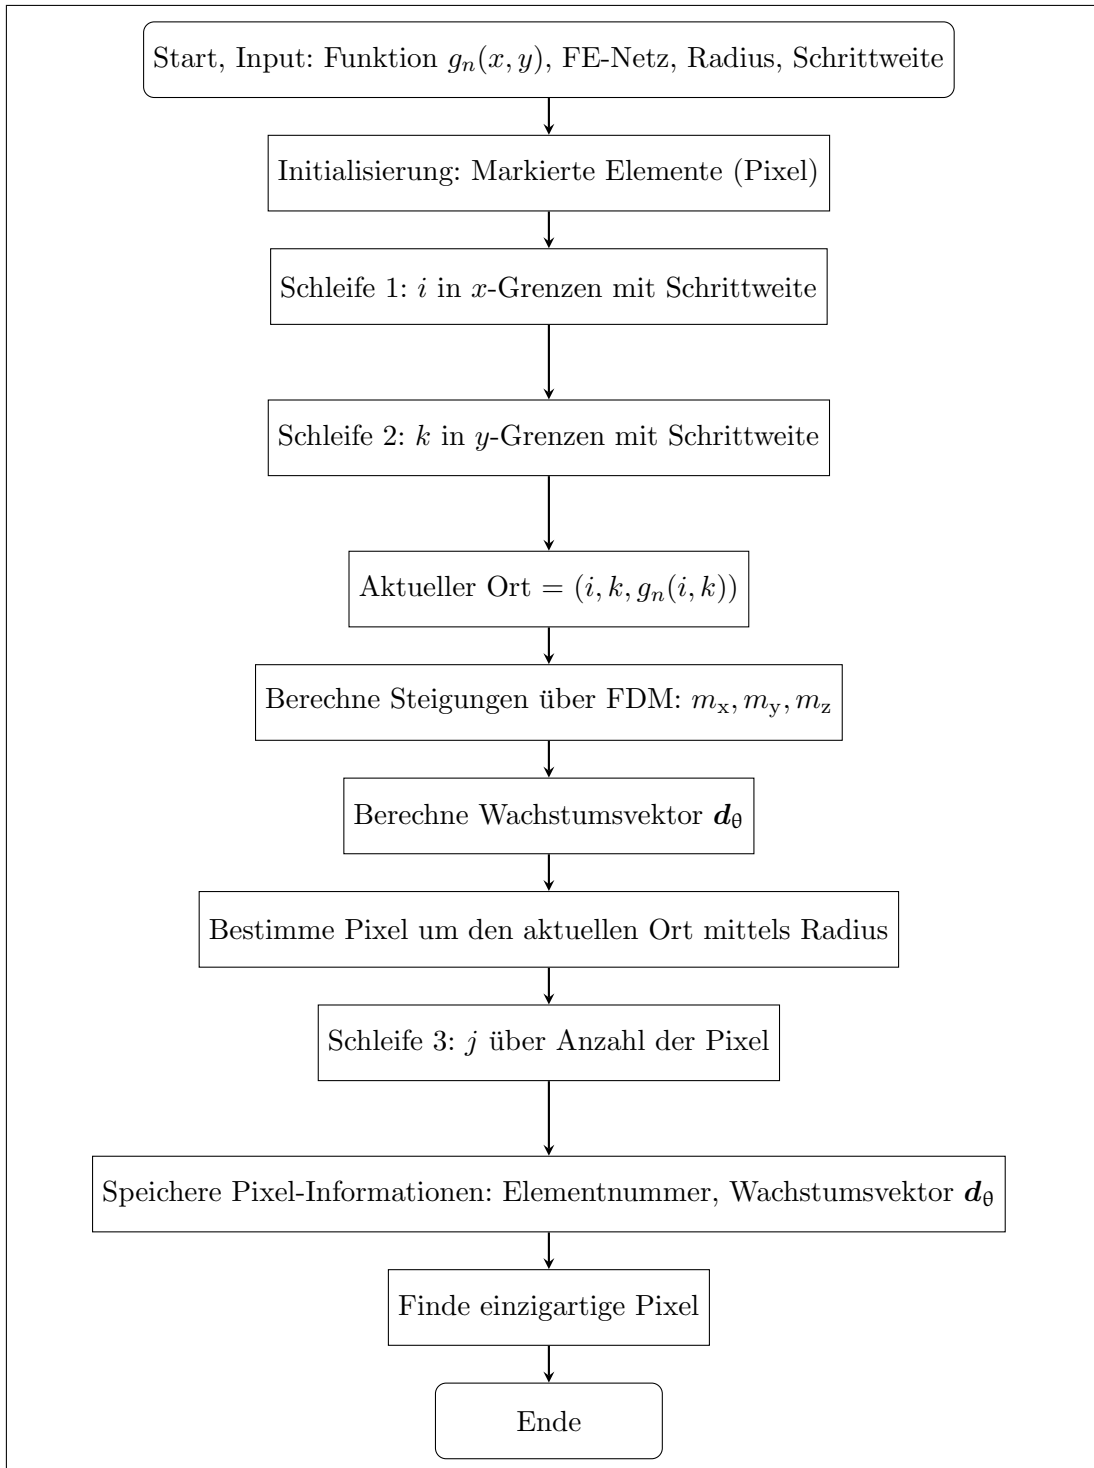 Start, Input: Funktion gₙ(x, y), FE-Netz, Radius, Schrittweite
Initialisierung: Markierte Elemente (Pixel)
Schleife 1: i in x-Grenzen mit Schrittweite
Schleife 2: k in y-Grenzen mit Schrittweite
Aktueller Ort = (i, k, gₙ(i, k))
Berechne Steigungen über FDM: m_x, m_y, m_z
Berechne Wachstumsvektor d_θ
Bestimme Pixel um den aktuellen Ort mittels Radius
Schleife 3: j über Anzahl der Pixel
Speichere Pixel-Informationen: Elementnummer, Wachstumsvektor d_θ
Finde einzigartige Pixel
Ende